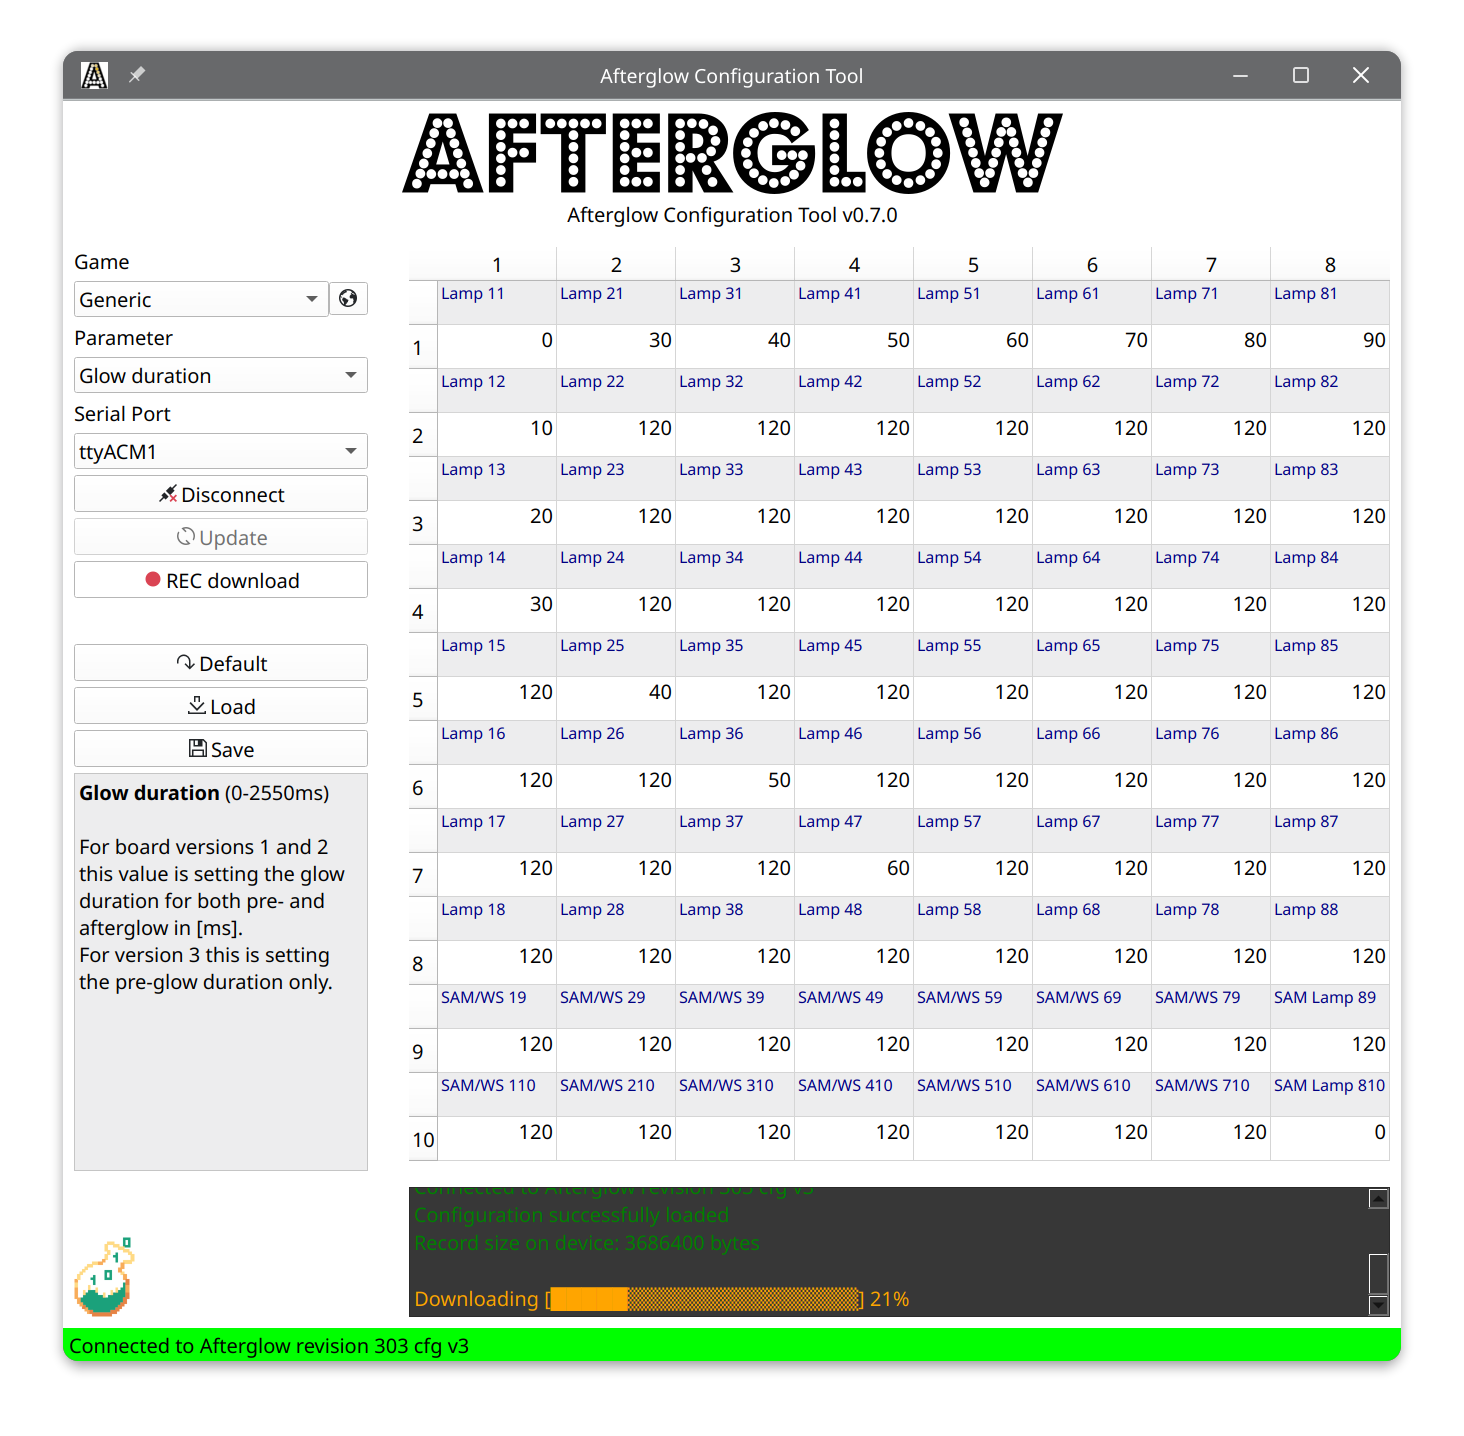 Afterglow Configuration Tool
AFTERGLOW
Afterglow Configuration Tool v0.7.0
Game
Generic
Parameter
Glow duration
Serial Port
ttyACM1
Disconnect
Update
REC download
Default
Load
Save
Glow duration (0-2550ms)
For board versions 1 and 2
this value is setting the glow
duration for both pre- and
afterglow in [ms].
For version 3 this is setting
the pre-glow duration only.
1 2 3 4 5 6 7 8
Lamp 11 Lamp 21 Lamp 31 Lamp 41 Lamp 51 Lamp 61 Lamp 71 Lamp 81
1 0 30 40 50 60 70 80 90
Lamp 12 Lamp 22 Lamp 32 Lamp 42 Lamp 52 Lamp 62 Lamp 72 Lamp 82
2 10 120 120 120 120 120 120 120
Lamp 13 Lamp 23 Lamp 33 Lamp 43 Lamp 53 Lamp 63 Lamp 73 Lamp 83
3 20 120 120 120 120 120 120 120
Lamp 14 Lamp 24 Lamp 34 Lamp 44 Lamp 54 Lamp 64 Lamp 74 Lamp 84
4 30 120 120 120 120 120 120 120
Lamp 15 Lamp 25 Lamp 35 Lamp 45 Lamp 55 Lamp 65 Lamp 75 Lamp 85
5 120 40 120 120 120 120 120 120
Lamp 16 Lamp 26 Lamp 36 Lamp 46 Lamp 56 Lamp 66 Lamp 76 Lamp 86
6 120 120 50 120 120 120 120 120
Lamp 17 Lamp 27 Lamp 37 Lamp 47 Lamp 57 Lamp 67 Lamp 77 Lamp 87
7 120 120 120 60 120 120 120 120
Lamp 18 Lamp 28 Lamp 38 Lamp 48 Lamp 58 Lamp 68 Lamp 78 Lamp 88
8 120 120 120 120 120 120 120 120
SAM/WS 19 SAM/WS 29 SAM/WS 39 SAM/WS 49 SAM/WS 59 SAM/WS 69 SAM/WS 79 SAM Lamp 89
9 120 120 120 120 120 120 120 120
SAM/WS 110 SAM/WS 210 SAM/WS 310 SAM/WS 410 SAM/WS 510 SAM/WS 610 SAM/WS 710 SAM Lamp 810
10 120 120 120 120 120 120 120 0
Connected to Afterglow revision 303 cfg v3
Configuration successfully loaded
Record size on device: 3686400 bytes
Downloading [██████▒▒▒▒▒▒▒▒▒▒▒▒▒▒▒▒▒▒] 21%
Connected to Afterglow revision 303 cfg v3